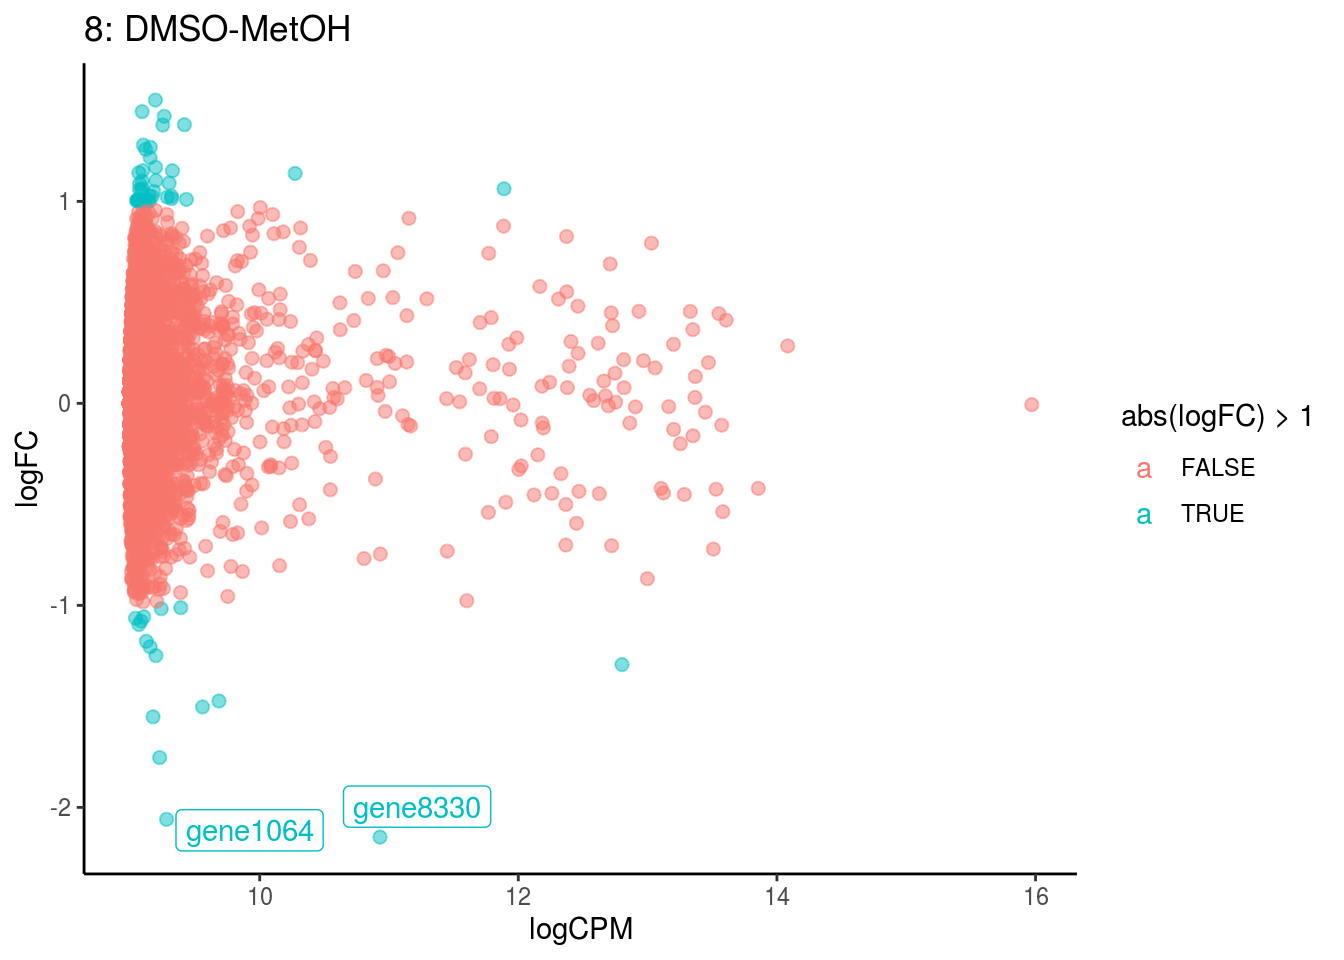 8: DMSO-MetOH
logFC
1
0
-1
-2
gene8330
gene1064
10
12
14
16
logCPM
abs(logFC) > 1
a FALSE
a TRUE